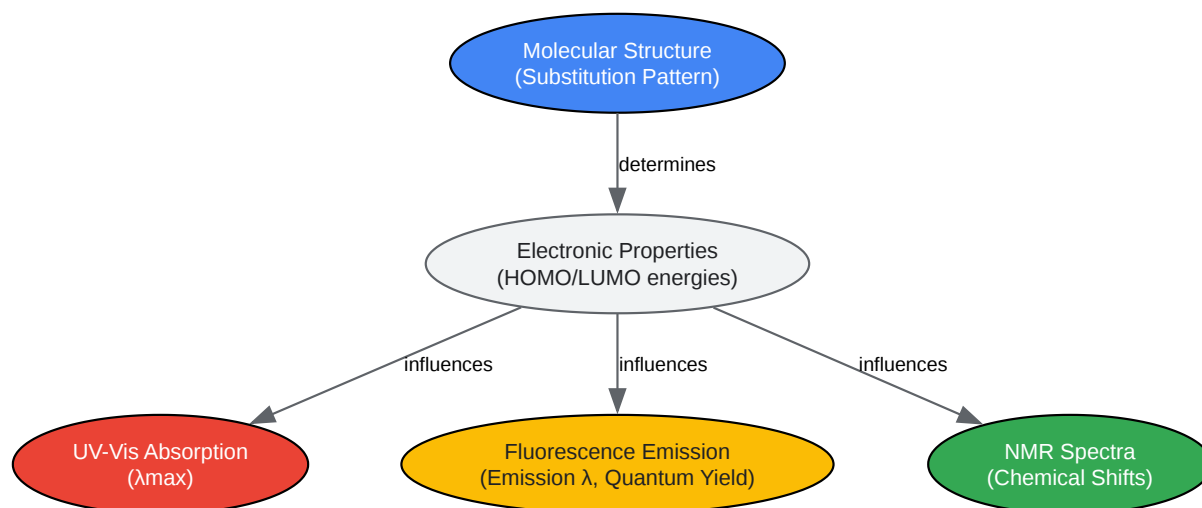 Molecular Structure
(Substitution Pattern)
determines
Electronic Properties
(HOMO/LUMO energies)
influences
influences
influences
UV-Vis Absorption
(λmax)
Fluorescence Emission
(Emission λ, Quantum Yield)
NMR Spectra
(Chemical Shifts)